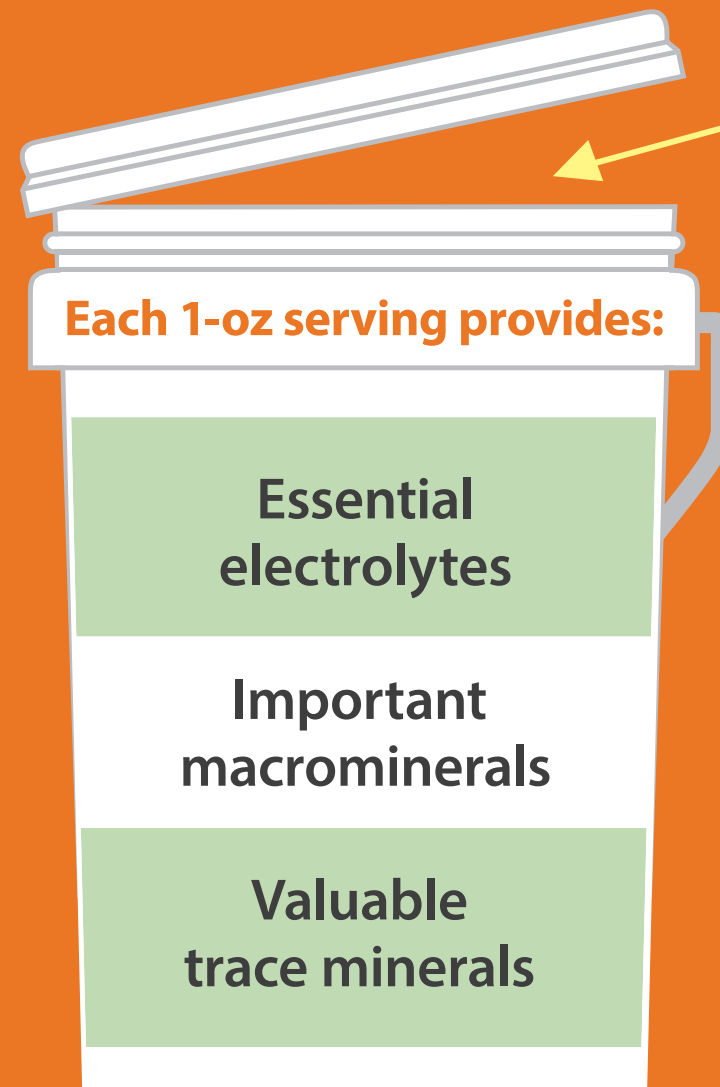 Each 1-oz serving provides:
Essential
electrolytes
Important
macrominerals
Valuable
trace minerals